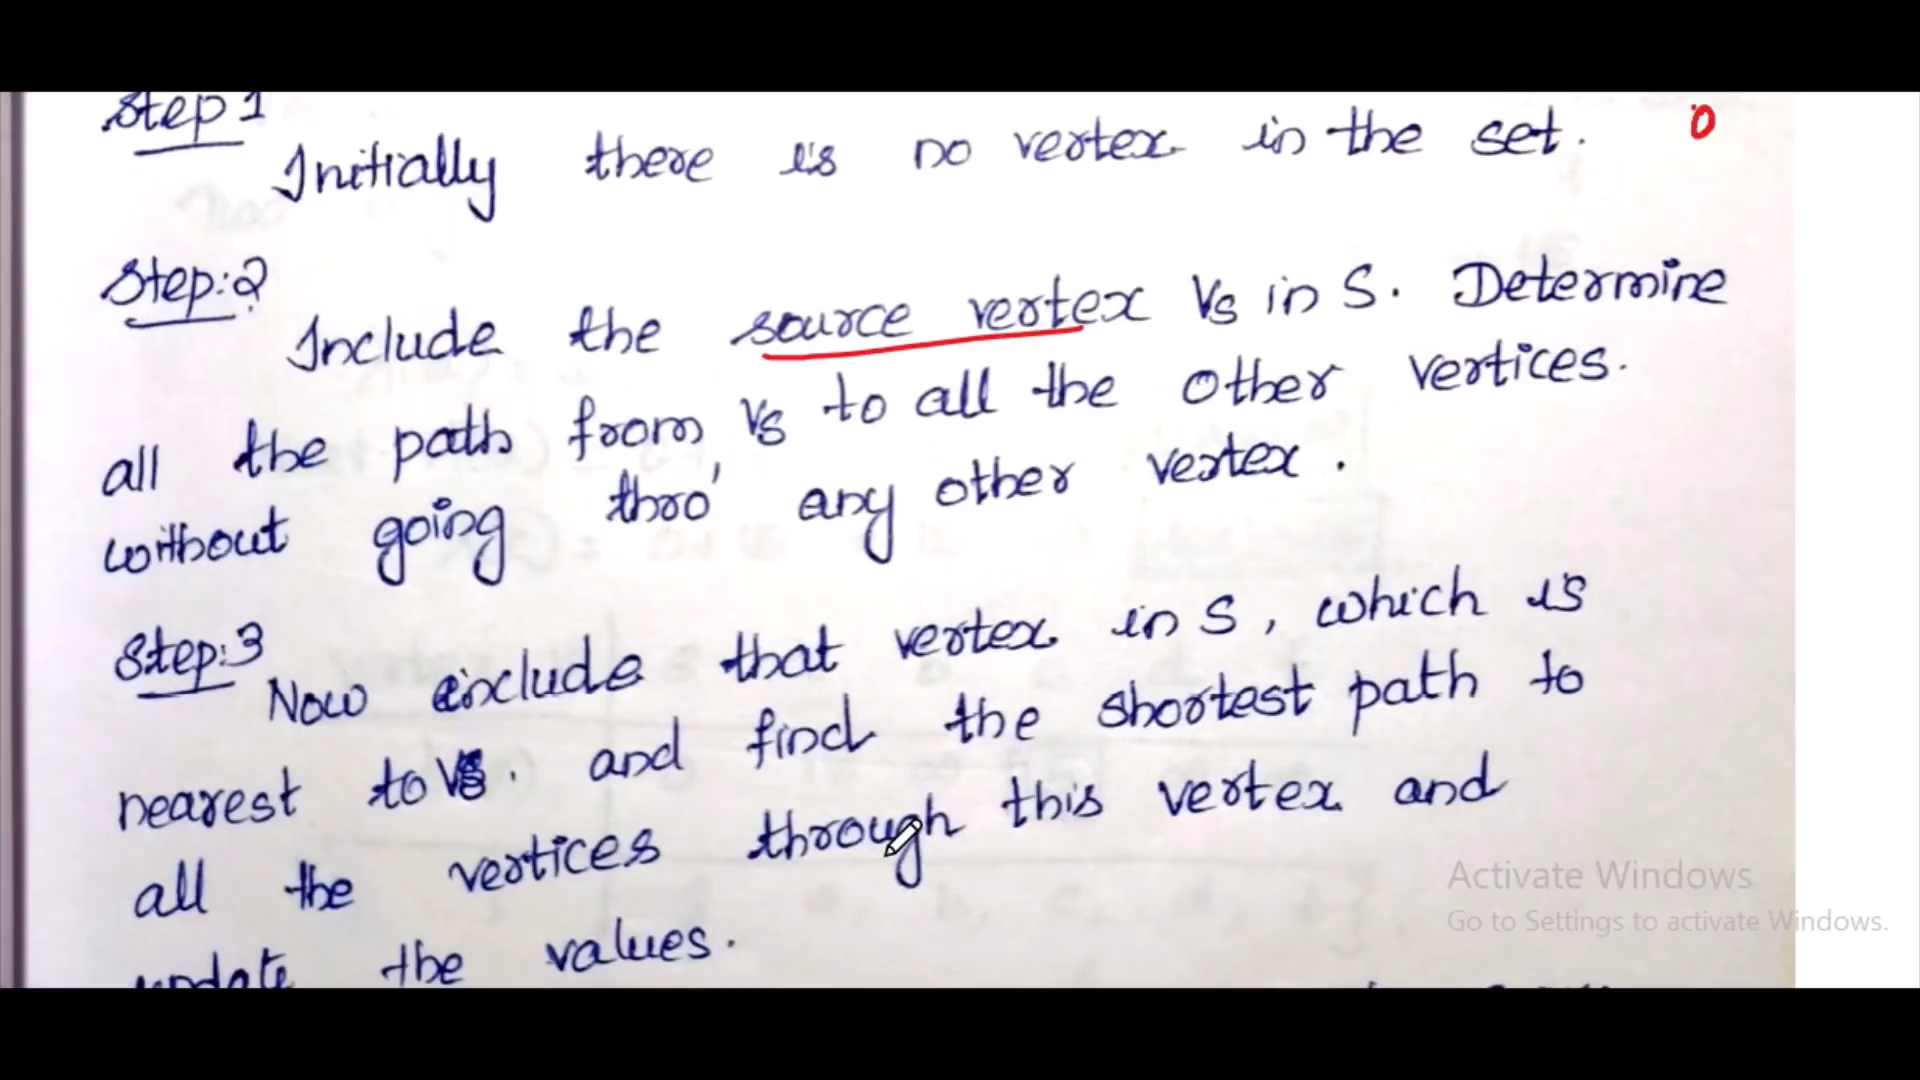 Step 1
Initially there is no vertex in the set. 0
Step:2
Include the source vertex Vs in S. Determine
all the path from Vs to all the other vertices.
without going thro' any other vertex.
Step:3
Now include that vertex in S, which is
nearest to Vs. and find the shortest path to
all the vertices through this vertex and
update the values.
Activate Windows
Go to Settings to activate Windows.